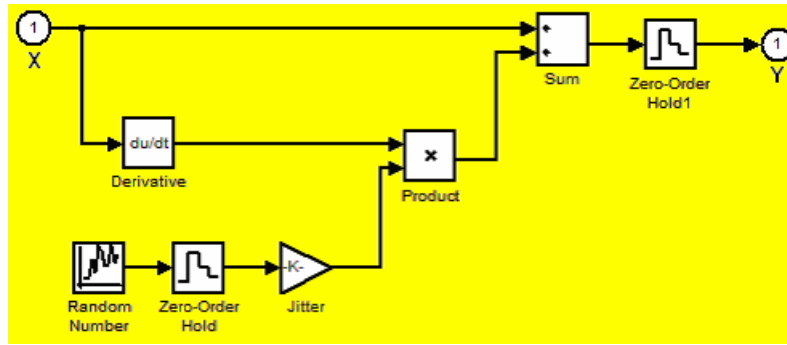 1
X
du/dt
Derivative
Random
Number
Zero-Order
Hold
-K-
Jitter
×
Product
+
+
Sum
Zero-Order
Hold1
1
Y